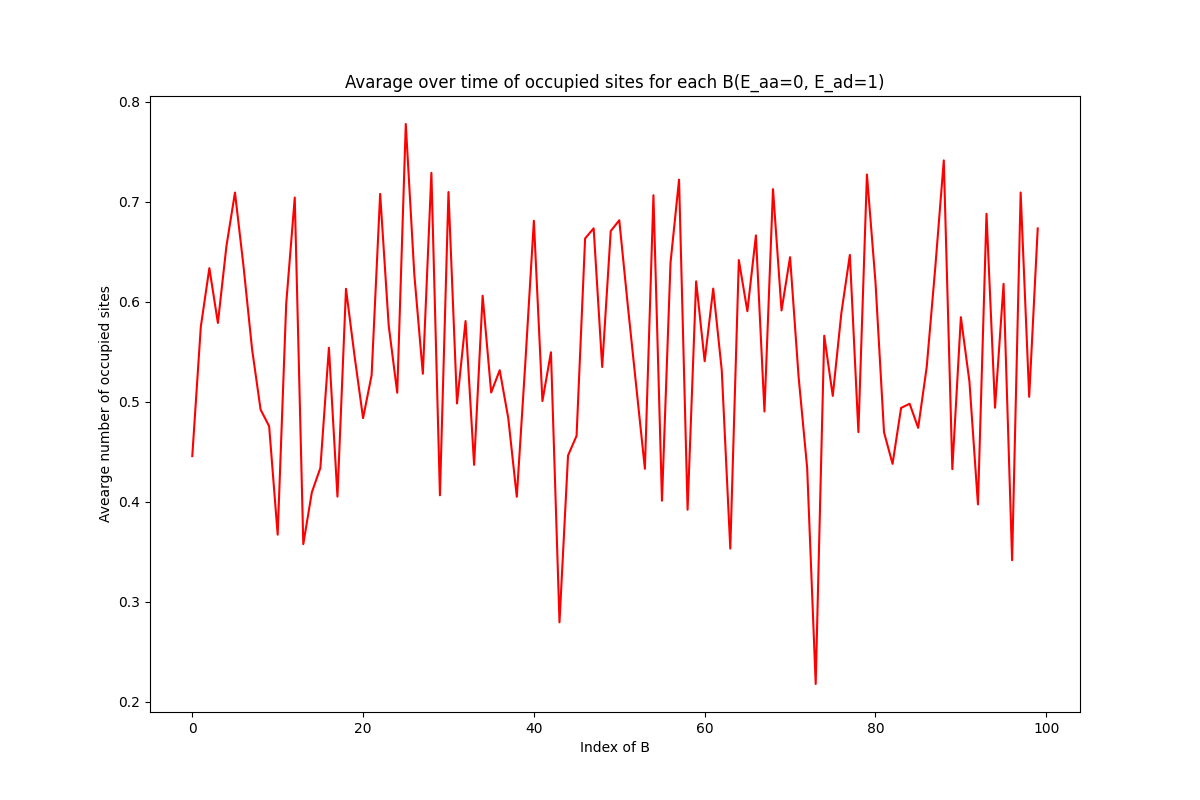 Avarage over time of occupied sites for each B(E_aa=0, E_ad=1)
0.8
0.7
0.6
0.5
0.4
0.3
0.2
Avearge number of occupied sites
0 20 40 60 80 100
Index of B